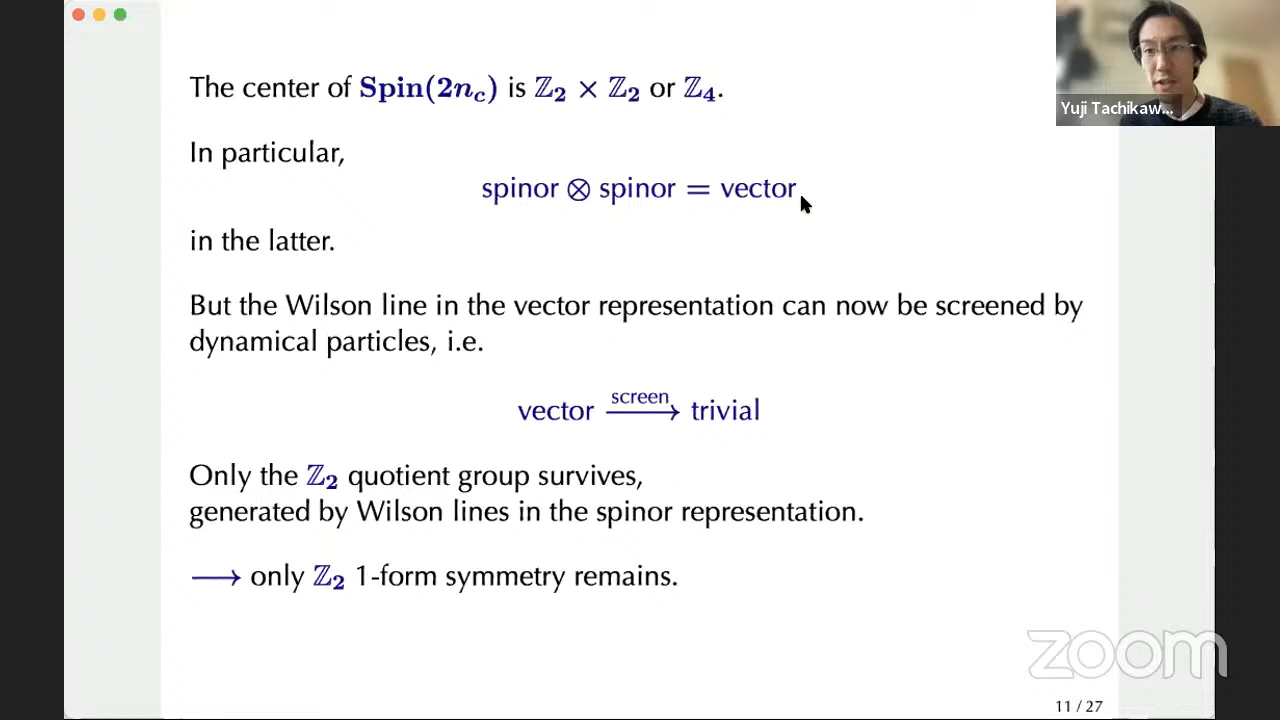 Yuji Tachikaw...
The center of Spin(2n_c) is ℤ₂ × ℤ₂ or ℤ₄.
In particular,
spinor ⊗ spinor = vector
in the latter.
But the Wilson line in the vector representation can now be screened by
dynamical particles, i.e.
screen
vector ⟶ trivial
Only the ℤ₂ quotient group survives,
generated by Wilson lines in the spinor representation.
⟶ only ℤ₂ 1-form symmetry remains.
zoom
11 / 27